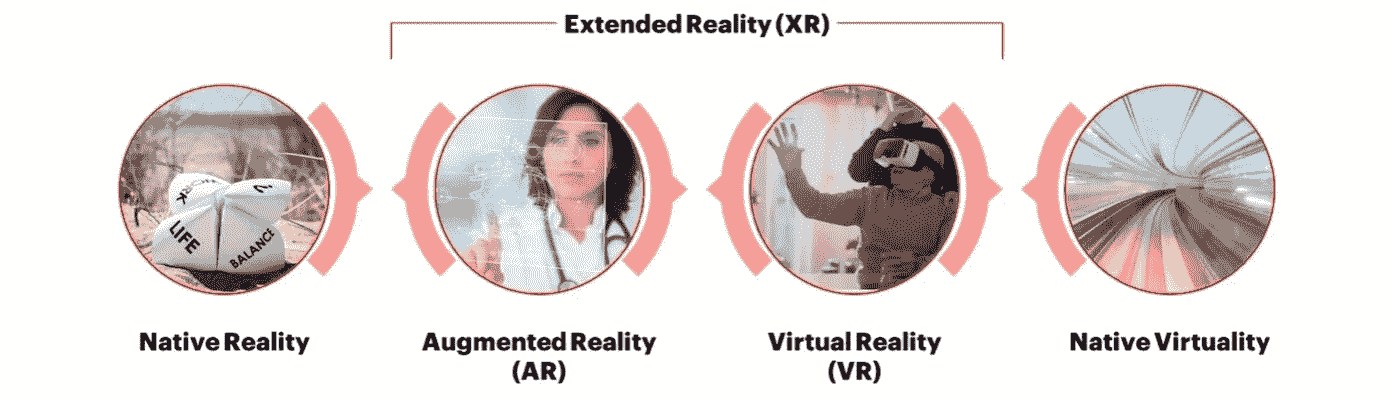 Extended Reality (XR)
WORK
LIFE
BALANCE
Native Reality
Augmented Reality
(AR)
Virtual Reality
(VR)
Native Virtuality